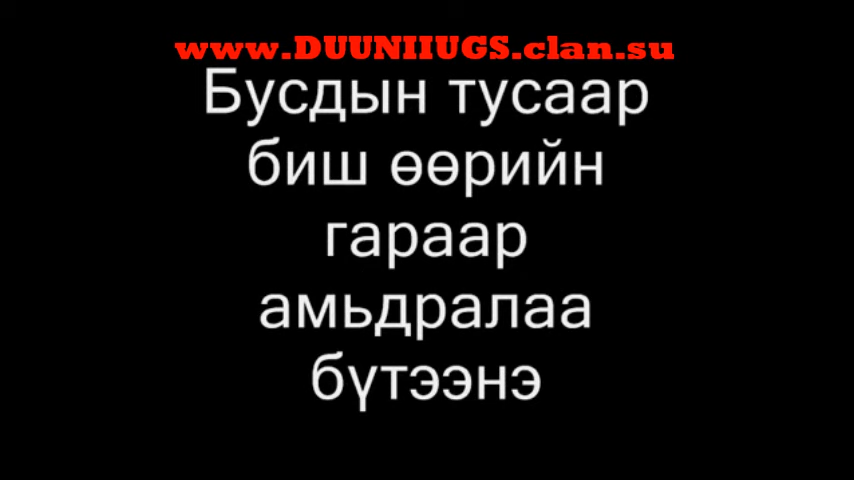 www.DUUNIIUGS.clan.su
Бусдын тусаар
биш өөрийн
гараар
амьдралаа
бүтээнэ